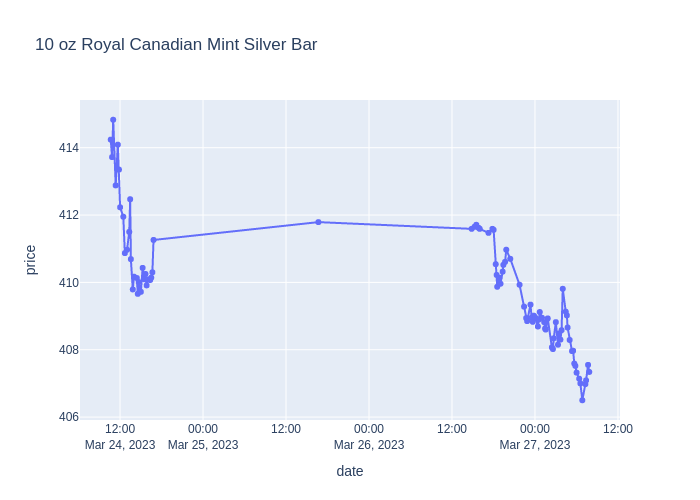 10 oz Royal Canadian Mint Silver Bar
price
414
412
410
408
406
12:00 00:00 12:00 00:00 12:00 00:00 12:00
Mar 24, 2023 Mar 25, 2023 Mar 26, 2023 Mar 27, 2023
date